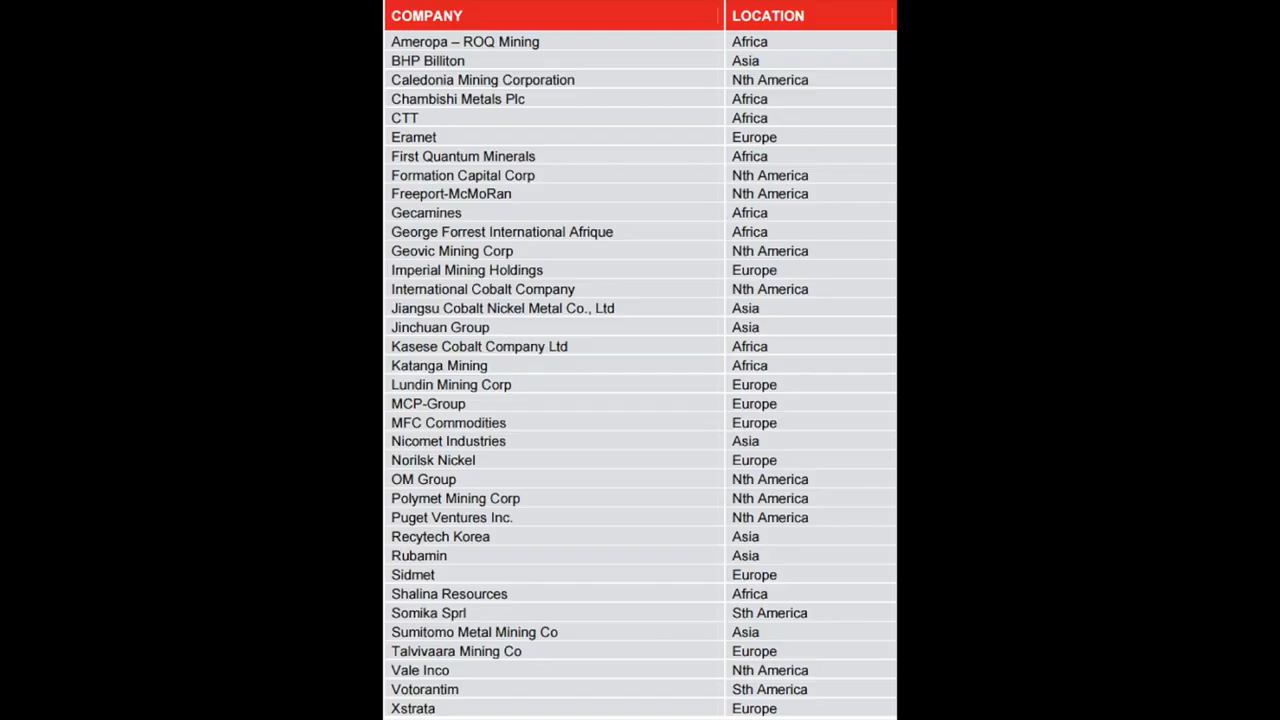 COMPANY LOCATION
Ameropa – ROQ Mining Africa
BHP Billiton Asia
Caledonia Mining Corporation Nth America
Chambishi Metals Plc Africa
CTT Africa
Eramet Europe
First Quantum Minerals Africa
Formation Capital Corp Nth America
Freeport-McMoRan Nth America
Gecamines Africa
George Forrest International Afrique Africa
Geovic Mining Corp Nth America
Imperial Mining Holdings Europe
International Cobalt Company Nth America
Jiangsu Cobalt Nickel Metal Co., Ltd Asia
Jinchuan Group Asia
Kasese Cobalt Company Ltd Africa
Katanga Mining Africa
Lundin Mining Corp Europe
MCP-Group Europe
MFC Commodities Europe
Nicomet Industries Asia
Norilsk Nickel Europe
OM Group Nth America
Polymet Mining Corp Nth America
Puget Ventures Inc. Nth America
Recytech Korea Asia
Rubamin Asia
Sidmet Europe
Shalina Resources Africa
Somika Sprl Sth America
Sumitomo Metal Mining Co Asia
Talvivaara Mining Co Europe
Vale Inco Nth America
Votorantim Sth America
Xstrata Europe